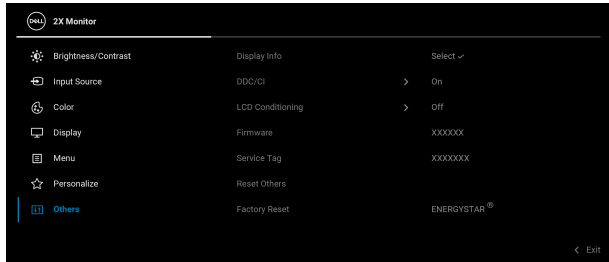 DELL 2X Monitor
Brightness/Contrast Display Info Select ✓
Input Source DDC/CI > On
Color LCD Conditioning > Off
Display Firmware XXXXXX
Menu Service Tag XXXXXXX
Personalize Reset Others
Others Factory Reset ENERGYSTAR ®
< Exit